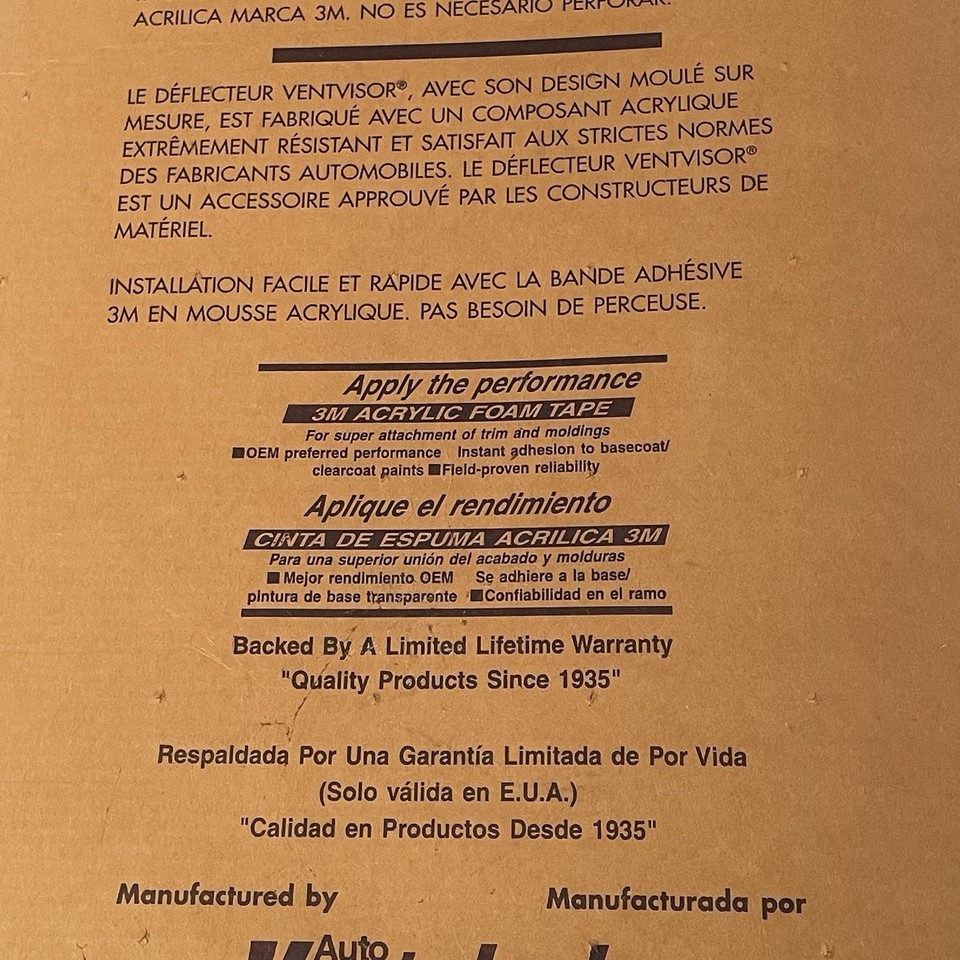 ACRILICA MARCA 3M. NO ES NECESARIO PERFORAR.
LE DÉFLECTEUR VENTVISOR®, AVEC SON DESIGN MOULÉ SUR
MESURE, EST FABRIQUÉ AVEC UN COMPOSANT ACRYLIQUE
EXTRÊMEMENT RÉSISTANT ET SATISFAIT AUX STRICTES NORMES
DES FABRICANTS AUTOMOBILES. LE DÉFLECTEUR VENTVISOR®
EST UN ACCESSOIRE APPROUVÉ PAR LES CONSTRUCTEURS DE
MATÉRIEL.
INSTALLATION FACILE ET RAPIDE AVEC LA BANDE ADHÉSIVE
3M EN MOUSSE ACRYLIQUE. PAS BESOIN DE PERCEUSE.
Apply the performance
3M ACRYLIC FOAM TAPE
For super attachment of trim and moldings
■OEM preferred performance Instant adhesion to basecoat/
clearcoat paints ■Field-proven reliability
Aplique el rendimiento
CINTA DE ESPUMA ACRILICA 3M
Para una superior unión del acabado y molduras
■ Mejor rendimiento OEM Se adhiere a la base/
pintura de base transparente ■Confiabilidad en el ramo
Backed By A Limited Lifetime Warranty
"Quality Products Since 1935"
Respaldada Por Una Garantía Limitada de Por Vida
(Solo válida en E.U.A.)
"Calidad en Productos Desde 1935"
Manufactured by Manufacturada por
Auto